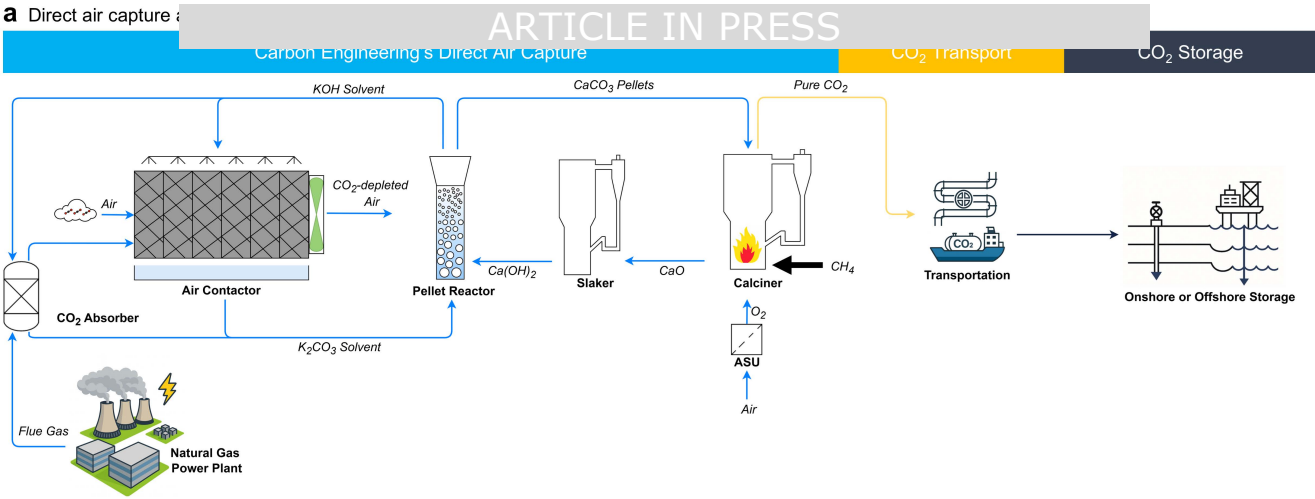 a Direct air capture
ARTICLE IN PRESS
Carbon Engineering's Direct Air Capture
CO₂ Transport
CO₂ Storage
KOH Solvent
CaCO₃ Pellets
Pure CO₂
Air
CO₂-depleted
Air
Ca(OH)₂
CaO
CH₄
CO₂
Air Contactor
Pellet Reactor
Slaker
Calciner
Transportation
Onshore or Offshore Storage
CO₂ Absorber
O₂
K₂CO₃ Solvent
ASU
Air
Flue Gas
Natural Gas
Power Plant